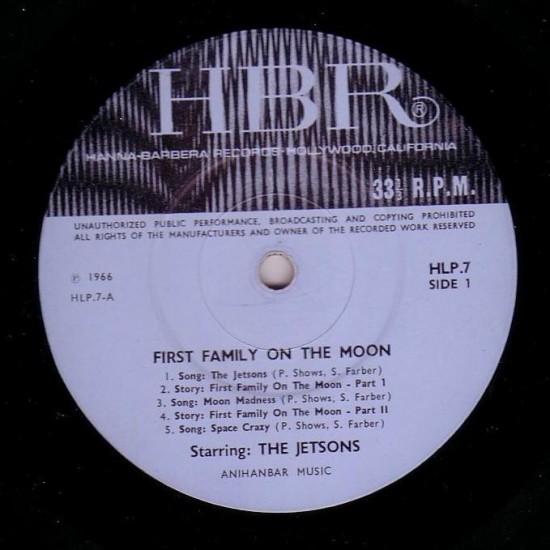 HBR®
HANNA-BARBERA RECORDS·HOLLYWOOD,CALIFORNIA
33⅓ R.P.M.
UNAUTHORIZED PUBLIC PERFORMANCE, BROADCASTING AND COPYING PROHIBITED
ALL RIGHTS OF THE MANUFACTURERS AND OWNER OF THE RECORDED WORK RESERVED
℗ 1966
HLP.7-A
HLP.7
SIDE 1
FIRST FAMILY ON THE MOON
1. Song: The Jetsons (P. Shows, S. Farber)
2. Story: First Family On The Moon - Part 1
3. Song: Moon Madness (P. Shows, S. Farber)
4. Story: First Family On The Moon - Part II
5. Song: Space Crazy (P. Shows, S. Farber)
Starring: THE JETSONS
ANIHANBAR MUSIC